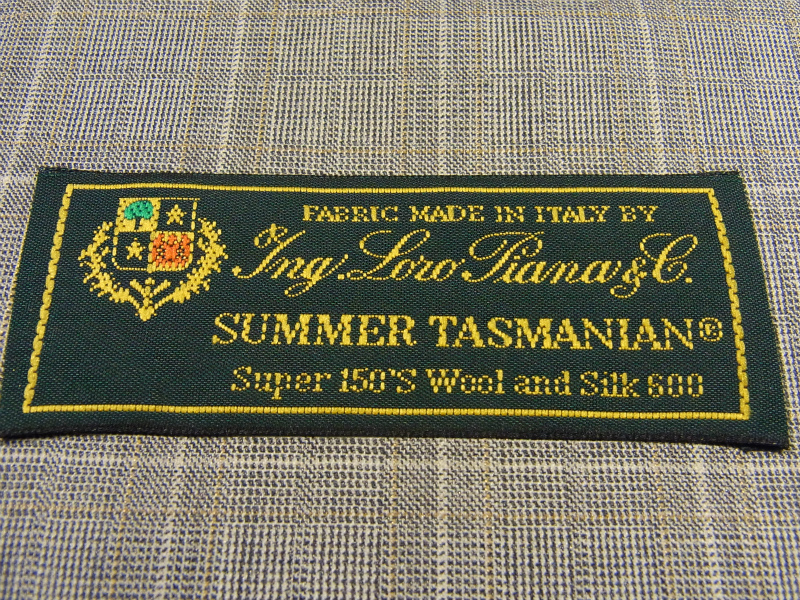 FABRIC MADE IN ITALY BY
Ing. Loro Piana & C.
SUMMER TASMANIAN®
Super 150'S Wool and Silk 600